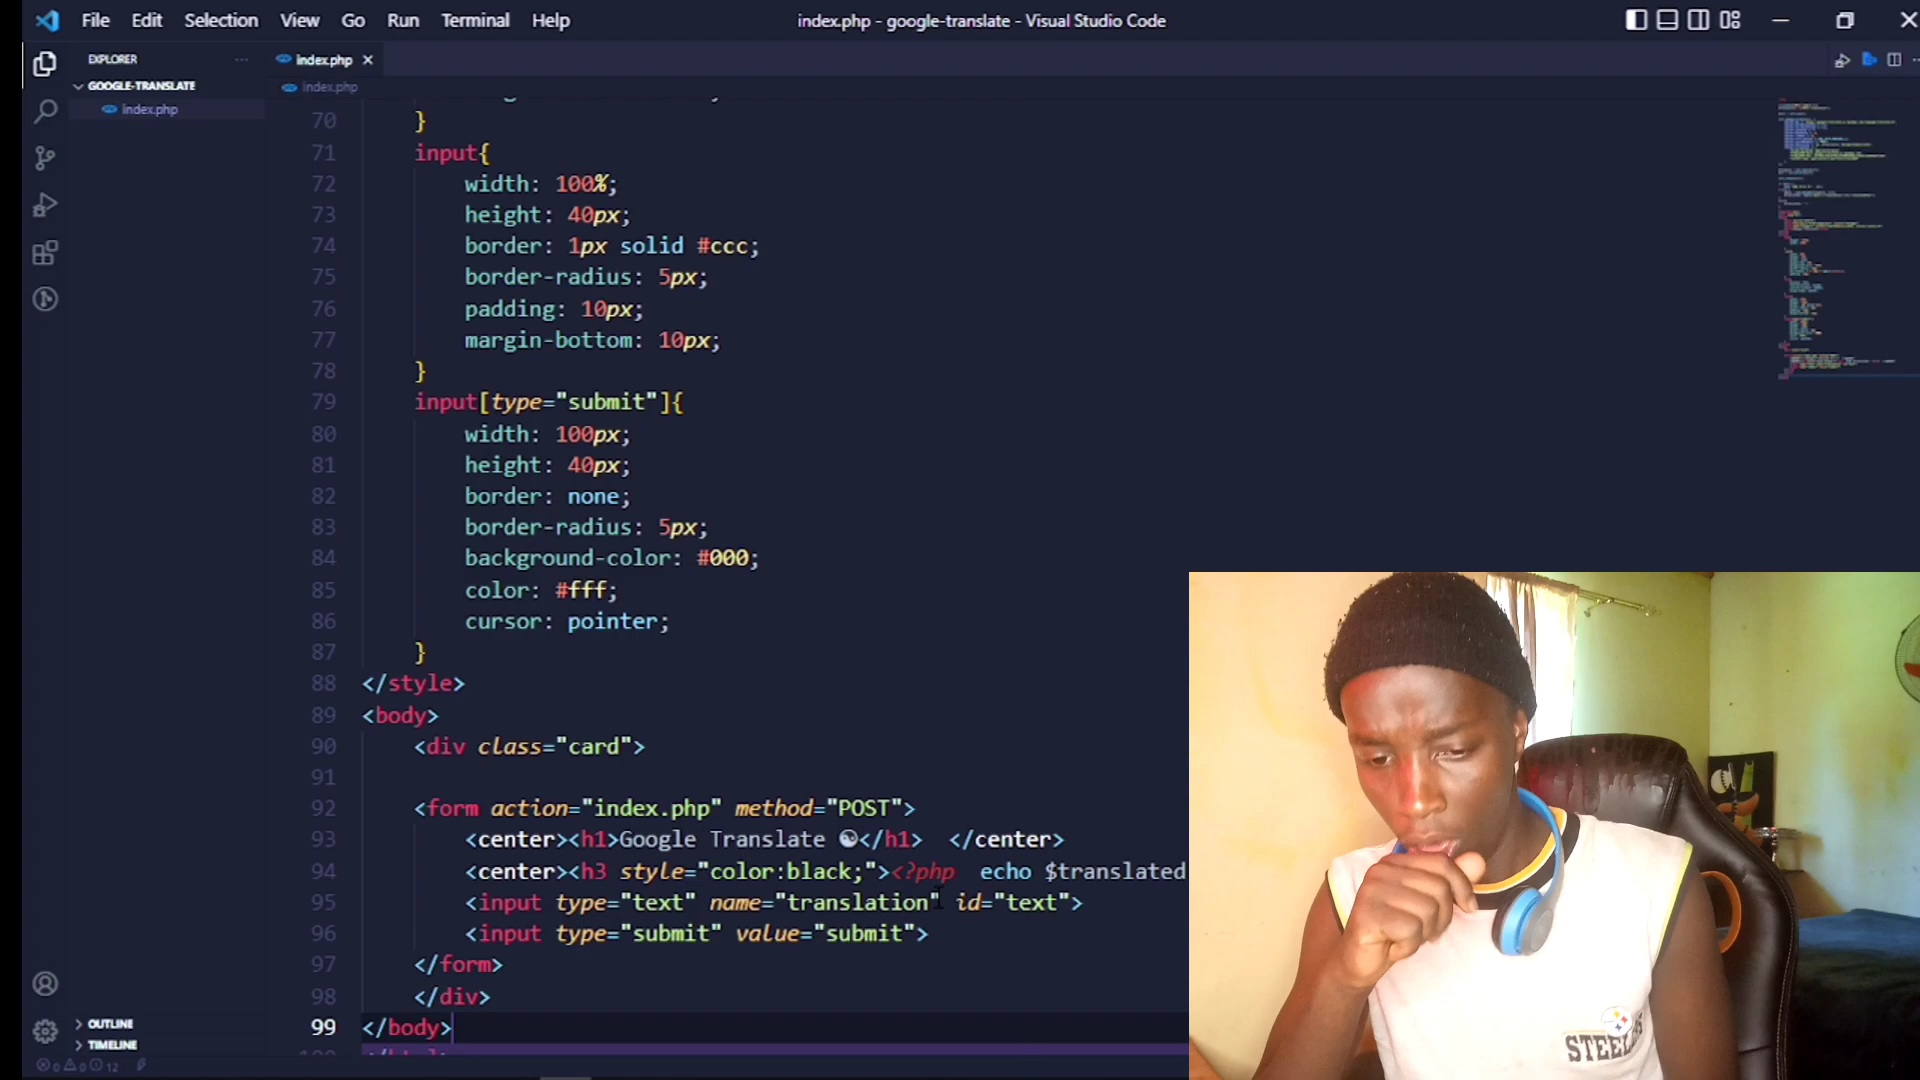 File Edit Selection View Go Run Terminal Help
index.php - google-translate - Visual Studio Code
EXPLORER
index.php
GOOGLE-TRANSLATE
index.php
index.php
70 }
71 input{
72 width: 100%;
73 height: 40px;
74 border: 1px solid #ccc;
75 border-radius: 5px;
76 padding: 10px;
77 margin-bottom: 10px;
78 }
79 input[type="submit"]{
80 width: 100px;
81 height: 40px;
82 border: none;
83 border-radius: 5px;
84 background-color: #000;
85 color: #fff;
86 cursor: pointer;
87 }
88 </style>
89 <body>
90 <div class="card">
91
92 <form action="index.php" method="POST">
93 <center><h1>Google Translate ☯</h1> </center>
94 <center><h3 style="color:black;"><?php echo $translated
95 <input type="text" name="translation" id="text">
96 <input type="submit" value="submit">
97 </form>
98 </div>
99 </body>
OUTLINE
TIMELINE
0 0 12